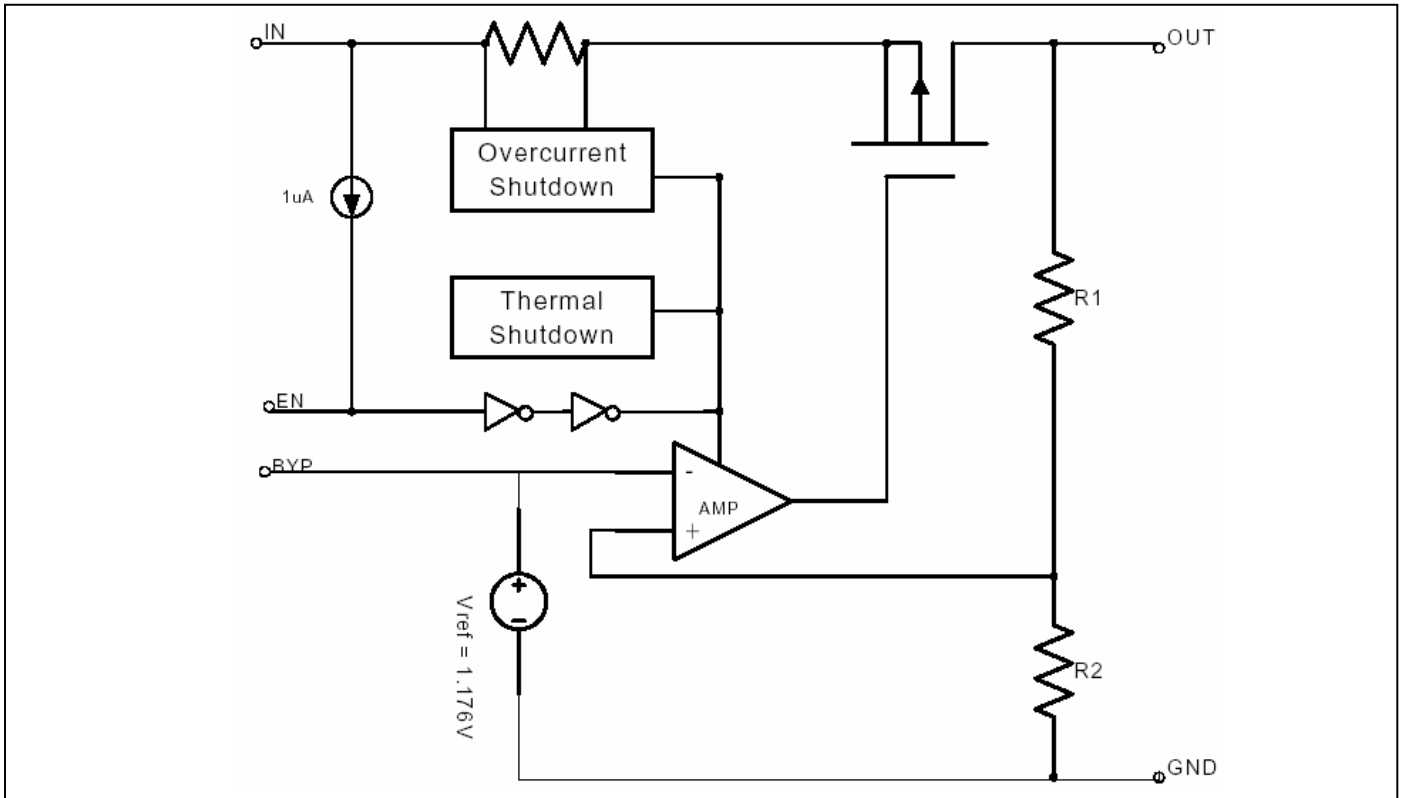 IN
OUT
Overcurrent
Shutdown
1uA
Thermal
Shutdown
R1
EN
BYP
-
AMP
+
+
-
Vref = 1.176V
R2
GND